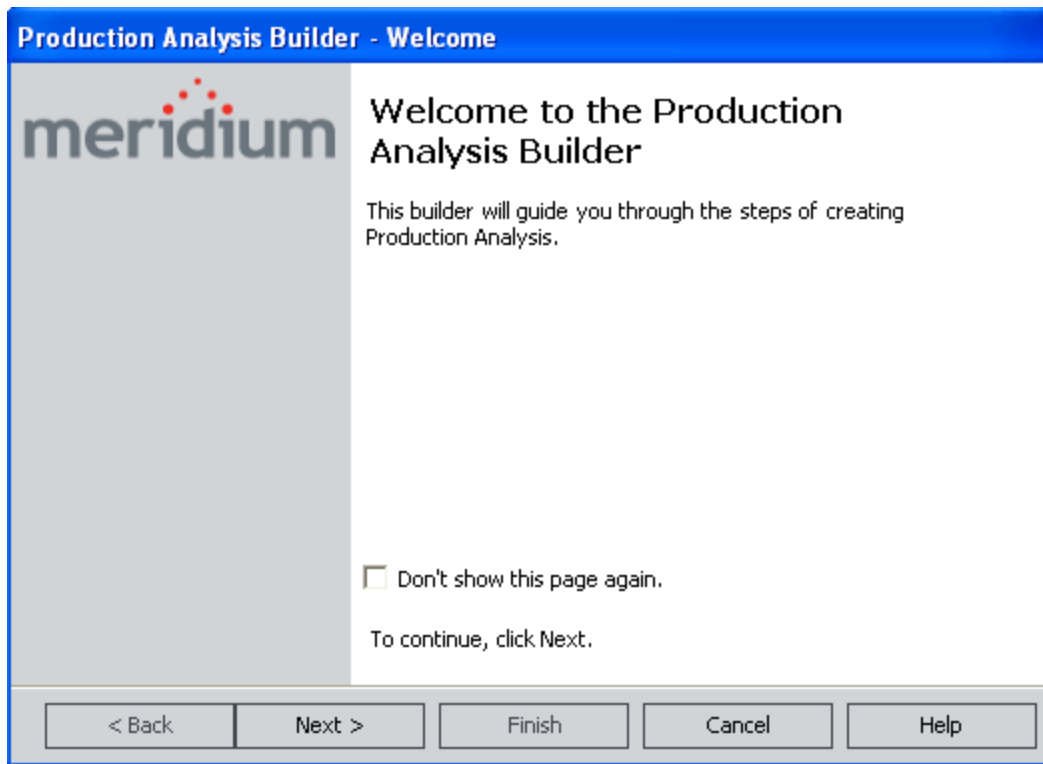 Production Analysis Builder - Welcome
meridium
Welcome to the Production
Analysis Builder
This builder will guide you through the steps of creating
Production Analysis.
Don't show this page again.
To continue, click Next.
< Back
Next >
Finish
Cancel
Help